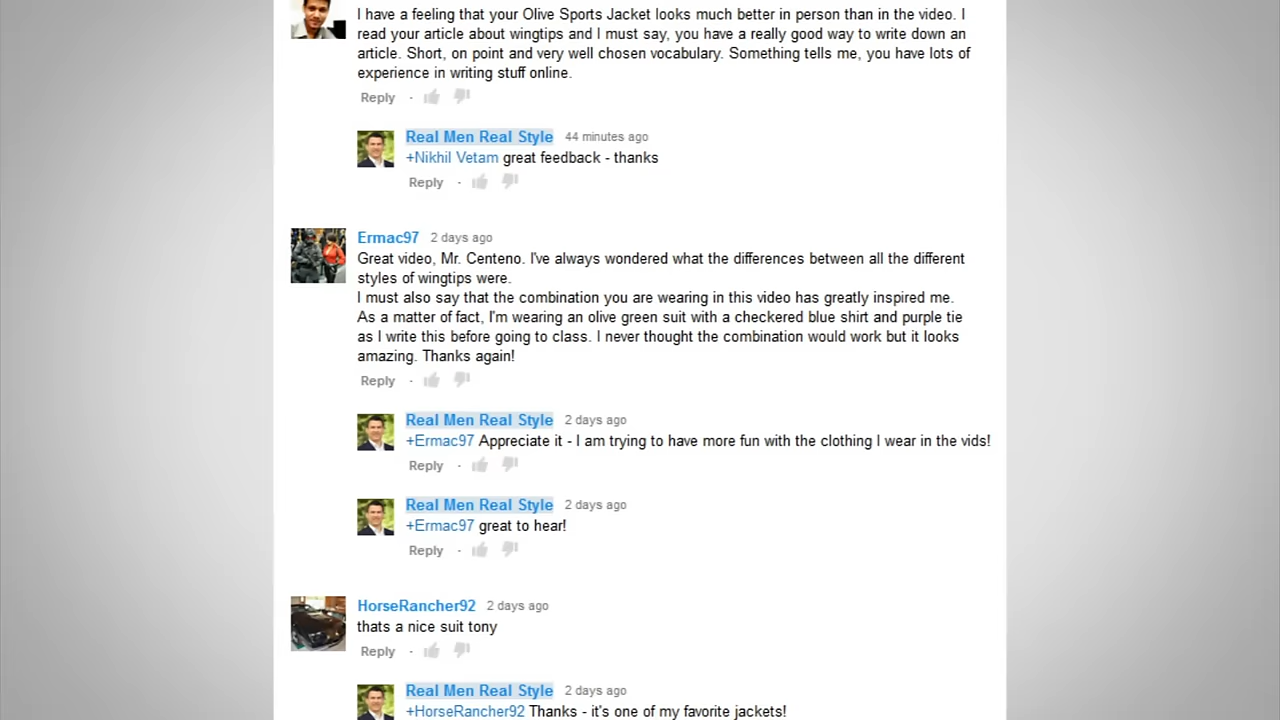 I have a feeling that your Olive Sports Jacket looks much better in person than in the video. I
read your article about wingtips and I must say, you have a really good way to write down an
article. Short, on point and very well chosen vocabulary. Something tells me, you have lots of
experience in writing stuff online.
Reply ·
Real Men Real Style 44 minutes ago
+Nikhil Vetam great feedback - thanks
Reply ·
Ermac97 2 days ago
Great video, Mr. Centeno. I've always wondered what the differences between all the different
styles of wingtips were.
I must also say that the combination you are wearing in this video has greatly inspired me.
As a matter of fact, I'm wearing an olive green suit with a checkered blue shirt and purple tie
as I write this before going to class. I never thought the combination would work but it looks
amazing. Thanks again!
Reply ·
Real Men Real Style 2 days ago
+Ermac97 Appreciate it - I am trying to have more fun with the clothing I wear in the vids!
Reply ·
Real Men Real Style 2 days ago
+Ermac97 great to hear!
Reply ·
HorseRancher92 2 days ago
thats a nice suit tony
Reply ·
Real Men Real Style 2 days ago
+HorseRancher92 Thanks - it's one of my favorite jackets!